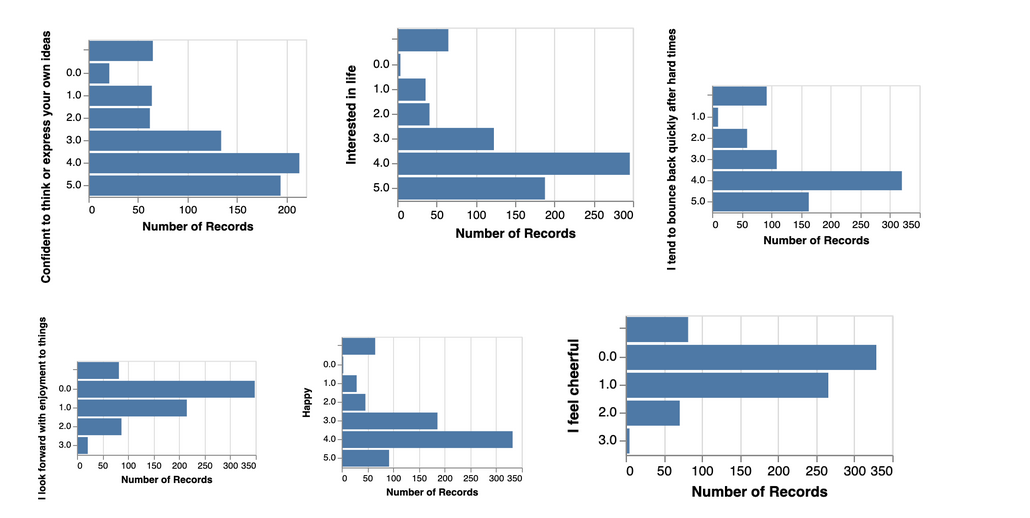 Confident to think or express your own ideas
0.0
1.0
2.0
3.0
4.0
5.0
0 50 100 150 200
Number of Records
Interested in life
0.0
1.0
2.0
3.0
4.0
5.0
0 50 100 150 200 250 300
Number of Records
I tend to bounce back quickly after hard times
1.0
2.0
3.0
4.0
5.0
0 50 100 150 200 250 300 350
Number of Records
I look forward with enjoyment to things
0.0
1.0
2.0
3.0
0 50 100 150 200 250 300 350
Number of Records
Happy
0.0
1.0
2.0
3.0
4.0
5.0
0 50 100 150 200 250 300 350
Number of Records
I feel cheerful
0.0
1.0
2.0
3.0
0 50 100 150 200 250 300 350
Number of Records